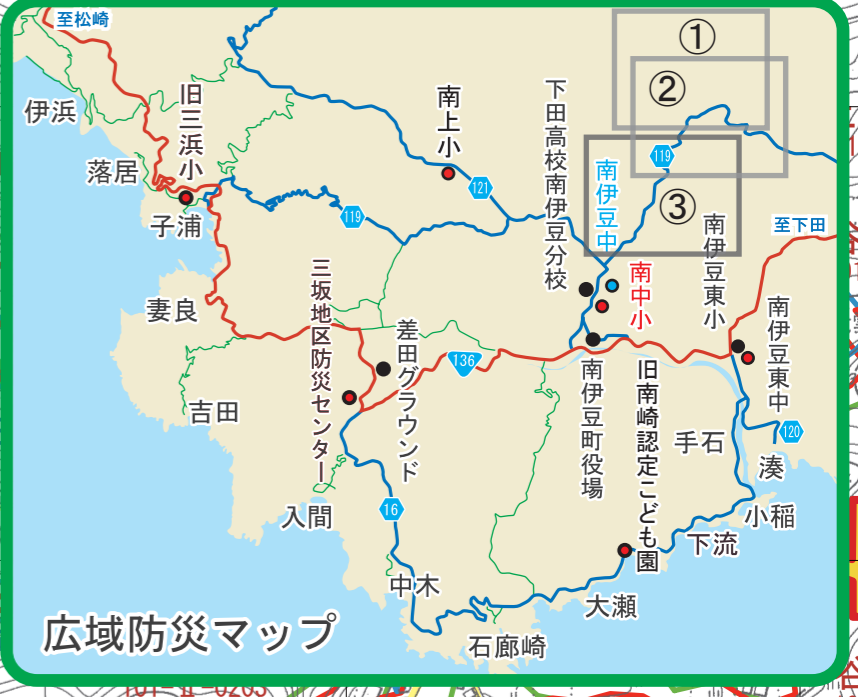 至松崎
①
②
③
伊浜
旧三浜小
落居
子浦
南上小
121
119
119
下田高校南伊豆分校
南伊豆中
南中小
南伊豆東小
至下田
妻良
三坂地区防災センター
差田グラウンド
136
南伊豆町役場
旧南崎認定こども園
南伊豆東中
吉田
手石
120
湊
入間
16
小稲
下流
中木
大瀬
石廊崎
広域防災マップ